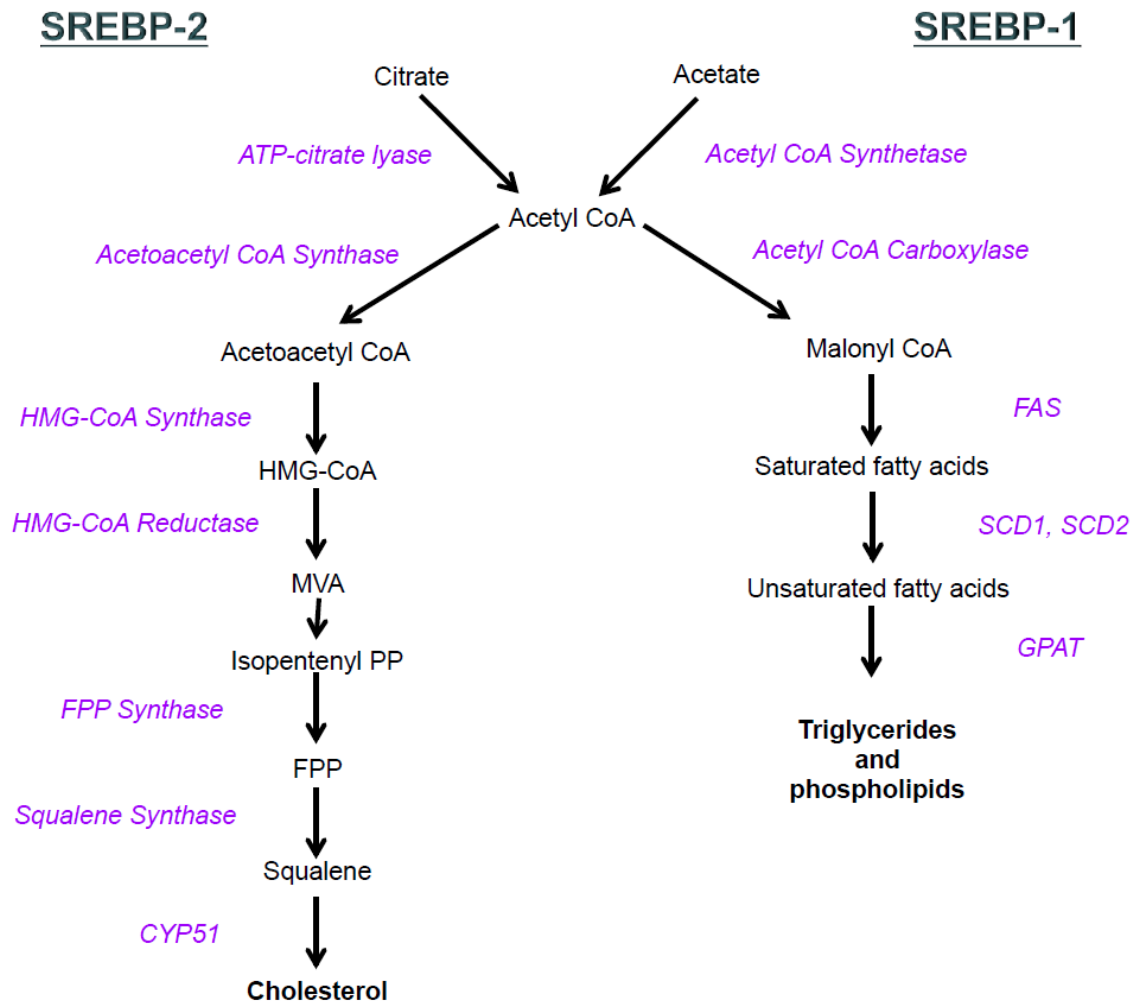 SREBP-2
SREBP-1
Citrate
Acetate
ATP-citrate lyase
Acetyl CoA Synthetase
Acetyl CoA
Acetoacetyl CoA Synthase
Acetyl CoA Carboxylase
Acetoacetyl CoA
Malonyl CoA
HMG-CoA Synthase
FAS
HMG-CoA
Saturated fatty acids
HMG-CoA Reductase
SCD1, SCD2
MVA
Unsaturated fatty acids
Isopentenyl PP
GPAT
FPP Synthase
Triglycerides
and
phospholipids
FPP
Squalene Synthase
Squalene
CYP51
Cholesterol